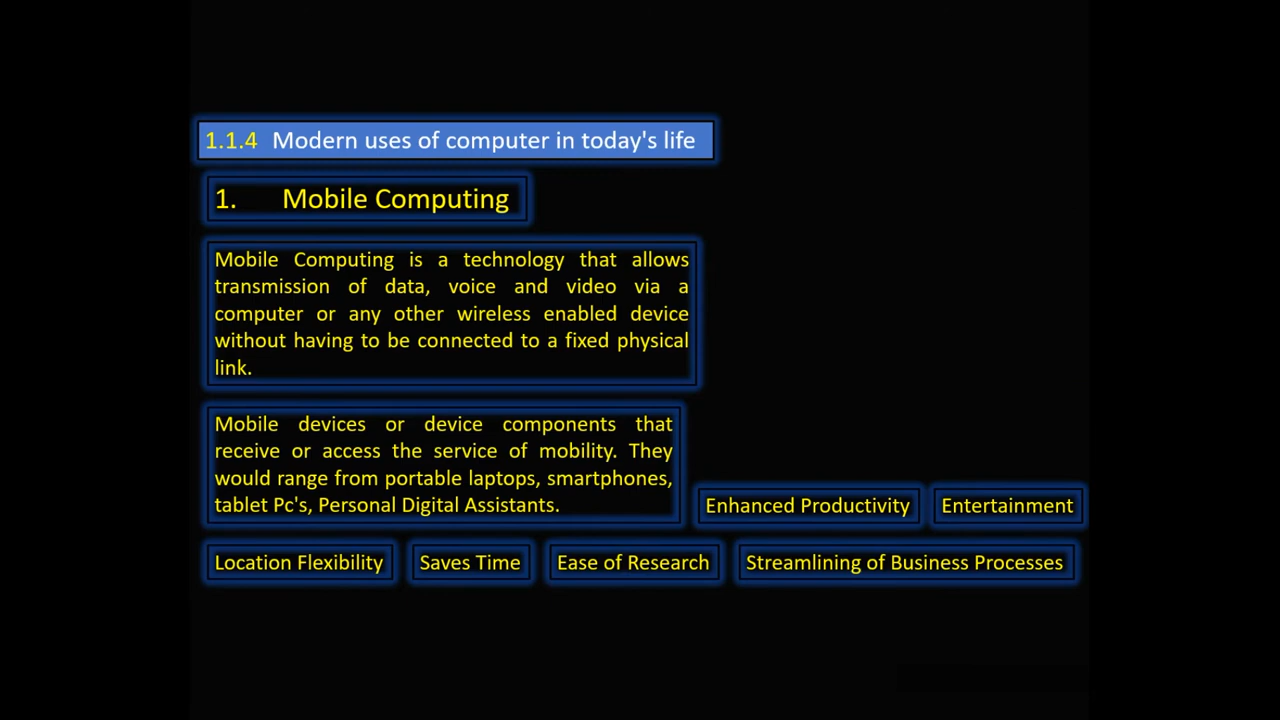 1.1.4 Modern uses of computer in today's life
1. Mobile Computing
Mobile Computing is a technology that allows
transmission of data, voice and video via a
computer or any other wireless enabled device
without having to be connected to a fixed physical
link.
Mobile devices or device components that
receive or access the service of mobility. They
would range from portable laptops, smartphones,
tablet Pc's, Personal Digital Assistants.
Enhanced Productivity
Entertainment
Location Flexibility
Saves Time
Ease of Research
Streamlining of Business Processes